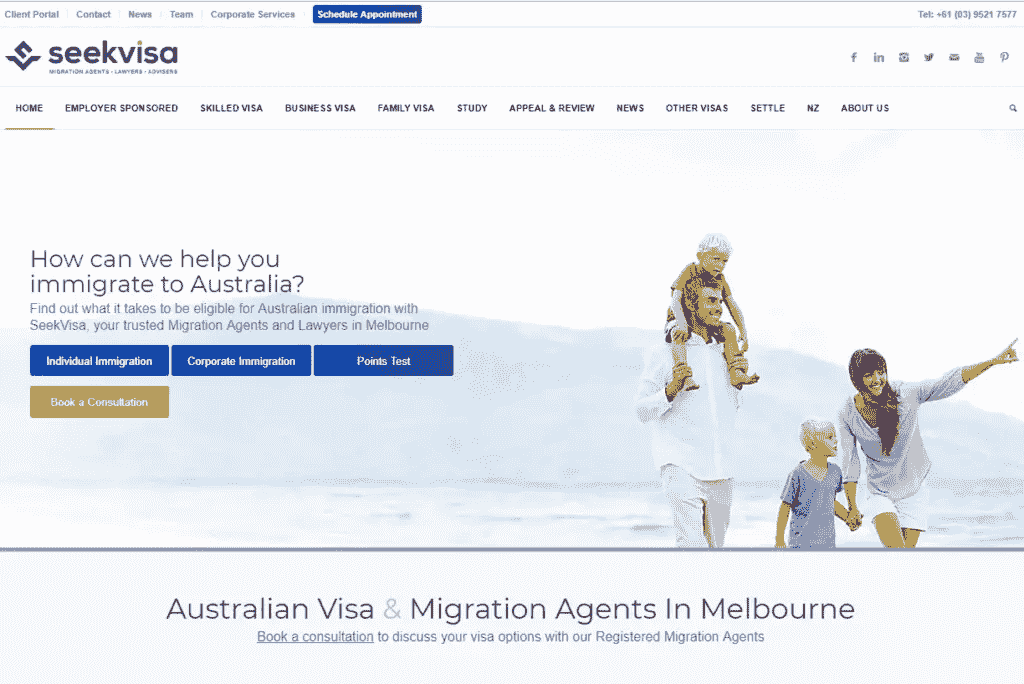 Client Portal Contact News Team Corporate Services Schedule Appointment Tel: +61 (03) 9521 7577
seekvisa
MIGRATION AGENTS • LAWYERS • ADVISERS
HOME EMPLOYER SPONSORED SKILLED VISA BUSINESS VISA FAMILY VISA STUDY APPEAL & REVIEW NEWS OTHER VISAS SETTLE NZ ABOUT US
How can we help you
immigrate to Australia?
Find out what it takes to be eligible for Australian immigration with
SeekVisa, your trusted Migration Agents and Lawyers in Melbourne
Individual Immigration Corporate Immigration Points Test
Book a Consultation
Australian Visa & Migration Agents In Melbourne
Book a consultation to discuss your visa options with our Registered Migration Agents